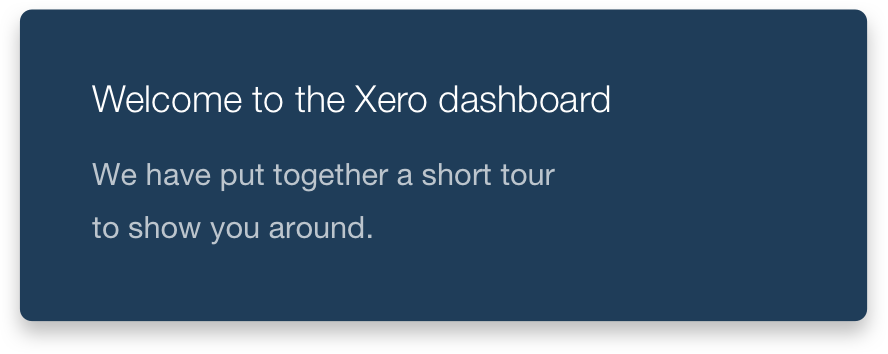 Welcome to the Xero dashboard
We have put together a short tour
to show you around.